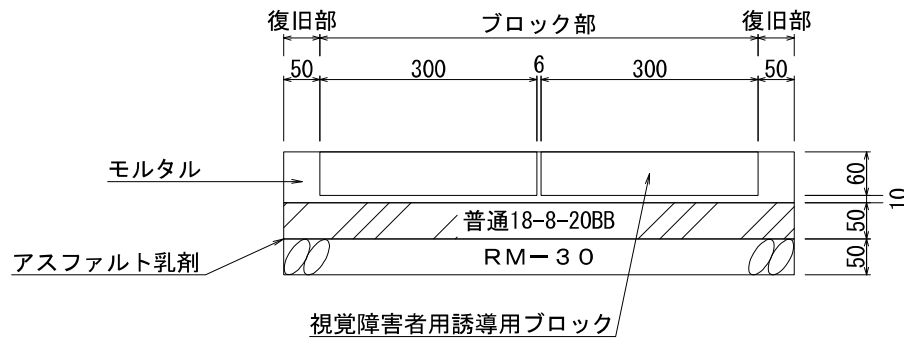 復旧部 ブロック部 復旧部
50 300 6 300 50
モルタル
60
10
普通18-8-20BB
50
アスファルト乳剤
RM-30
50
視覚障害者用誘導用ブロック